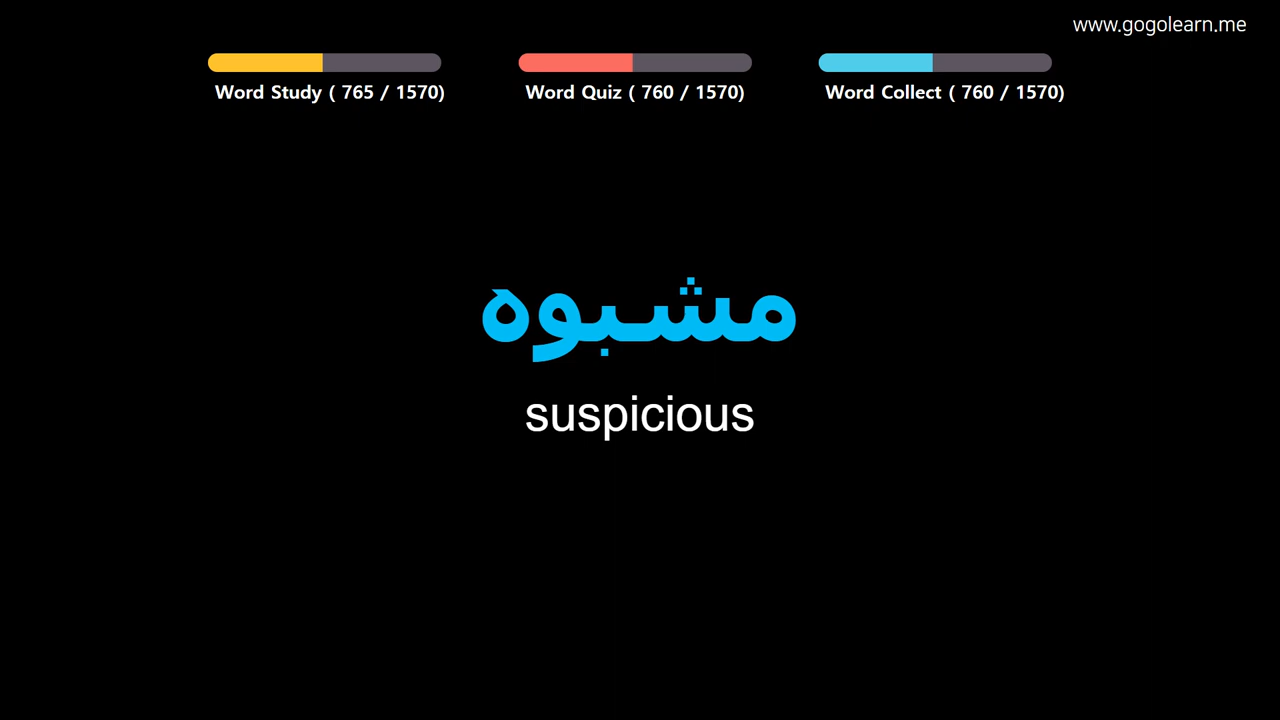 www.gogolearn.me
Word Study ( 765 / 1570)
Word Quiz ( 760 / 1570)
Word Collect ( 760 / 1570)
مشبوه
suspicious